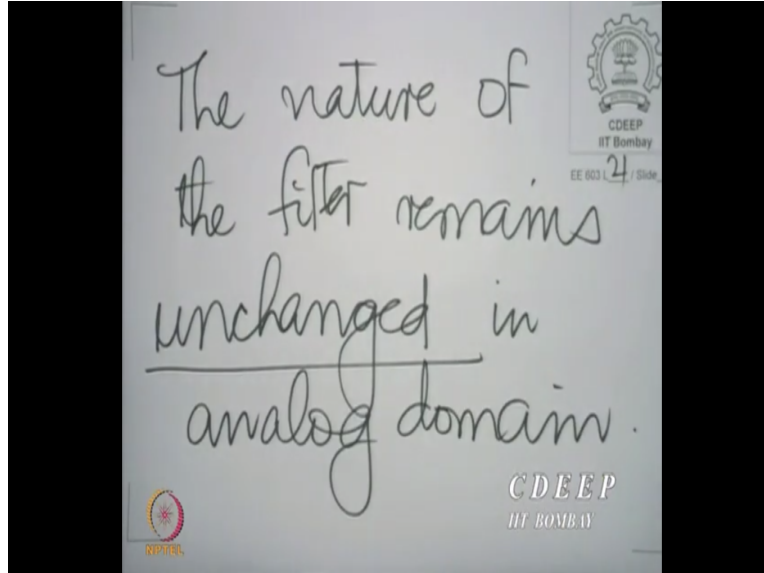 The nature of
the filter remains
unchanged in
analog domain.
CDEEP
IIT Bombay
EE 603 L 21 / Slide
CDEEP
IIT BOMBAY
NPTEL